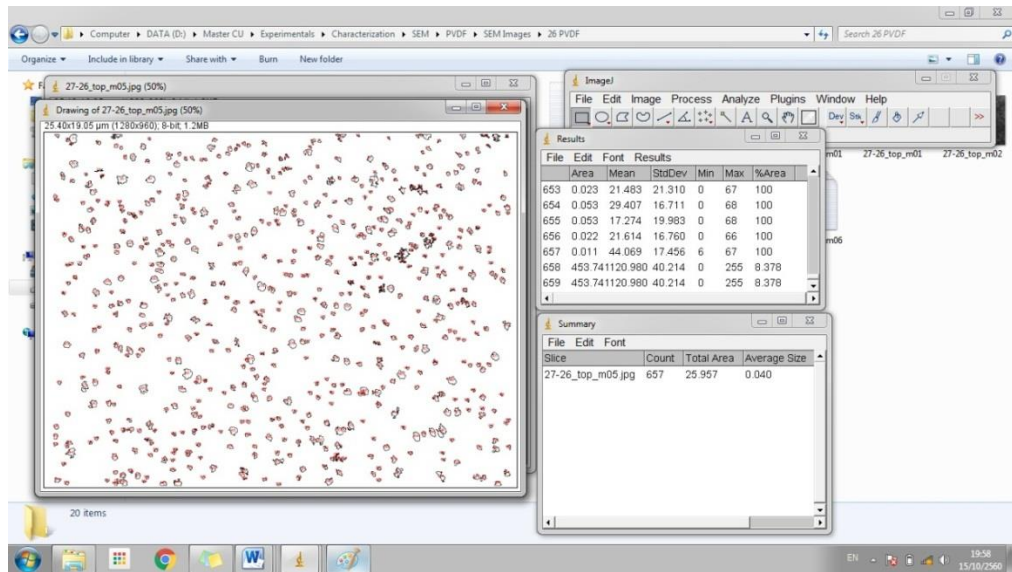 Computer ▸ DATA (D:) ▸ Master CU ▸ Experimentals ▸ Characterization ▸ SEM ▸ PVDF ▸ SEM Images ▸ 26 PVDF
Search 26 PVDF
Organize Include in library Share with Burn New folder
27-26_top_m05.jpg (50%)
Drawing of 27-26_top_m05.jpg (50%)
25.40x19.05 µm (1280x960); 8-bit; 1.2MB
ImageJ
File Edit Image Process Analyze Plugins Window Help
Dev Stk >>
m01 27-26_top_m01 27-26_top_m02
m06
Results
File Edit Font Results
Area Mean StdDev Min Max %Area
653 0.023 21.483 21.310 0 67 100
654 0.053 29.407 16.711 0 68 100
655 0.053 17.274 19.983 0 68 100
656 0.022 21.614 16.760 0 66 100
657 0.011 44.069 17.456 6 67 100
658 453.741120.980 40.214 0 255 8.378
659 453.741120.980 40.214 0 255 8.378
Summary
File Edit Font
Slice Count Total Area Average Size
27-26_top_m05.jpg 657 25.957 0.040
20 items
EN
19:58
15/10/2560